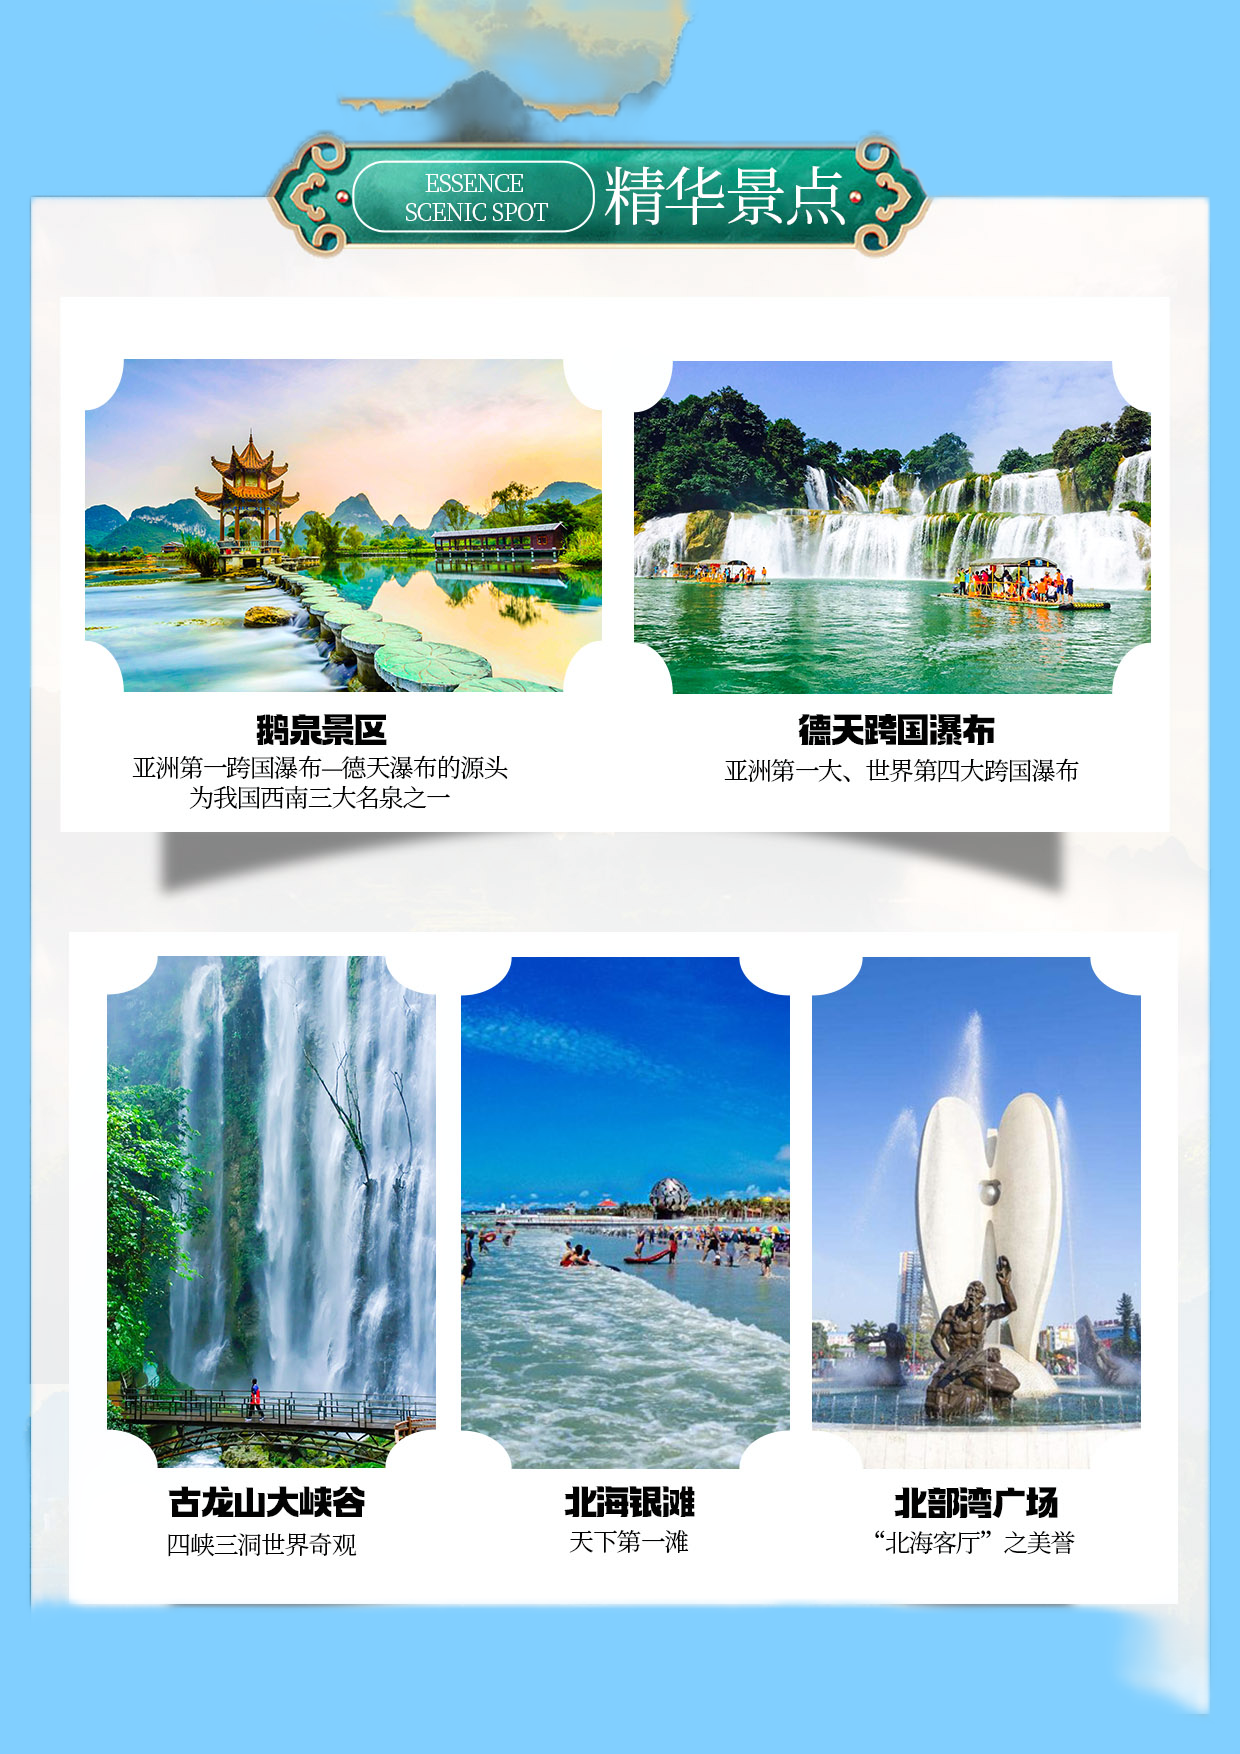 ESSENCE
SCENIC SPOT
精华景点
鹅泉景区
亚洲第一跨国瀑布—德天瀑布的源头
为我国西南三大名泉之一
德天跨国瀑布
亚洲第一大、世界第四大跨国瀑布
古龙山大峡谷
四峡三洞世界奇观
北海银滩
天下第一滩
北部湾广场
“北海客厅”之美誉